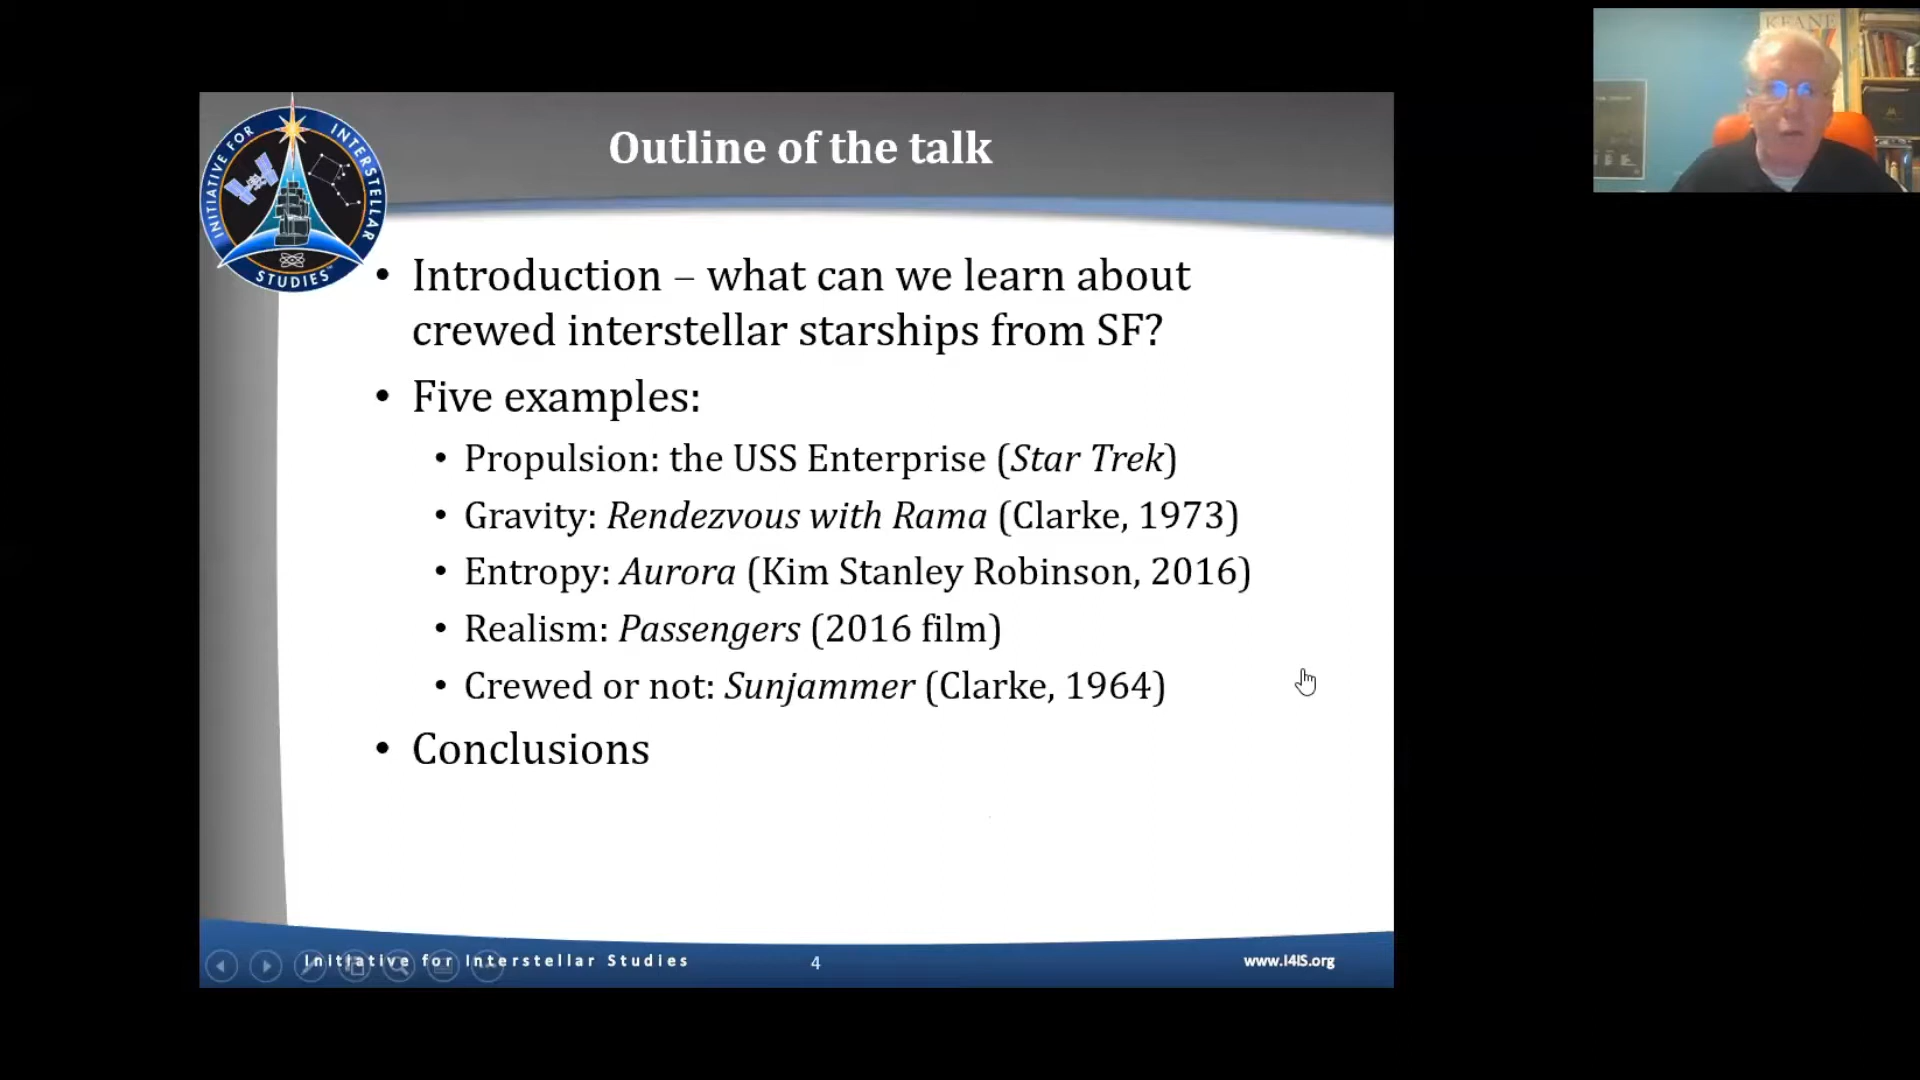 KEANE
INITIATIVE FOR INTERSTELLAR STUDIES
Outline of the talk
• Introduction – what can we learn about
crewed interstellar starships from SF?
• Five examples:
• Propulsion: the USS Enterprise (Star Trek)
• Gravity: Rendezvous with Rama (Clarke, 1973)
• Entropy: Aurora (Kim Stanley Robinson, 2016)
• Realism: Passengers (2016 film)
• Crewed or not: Sunjammer (Clarke, 1964)
• Conclusions
Initiative for Interstellar Studies
4
www.I4IS.org